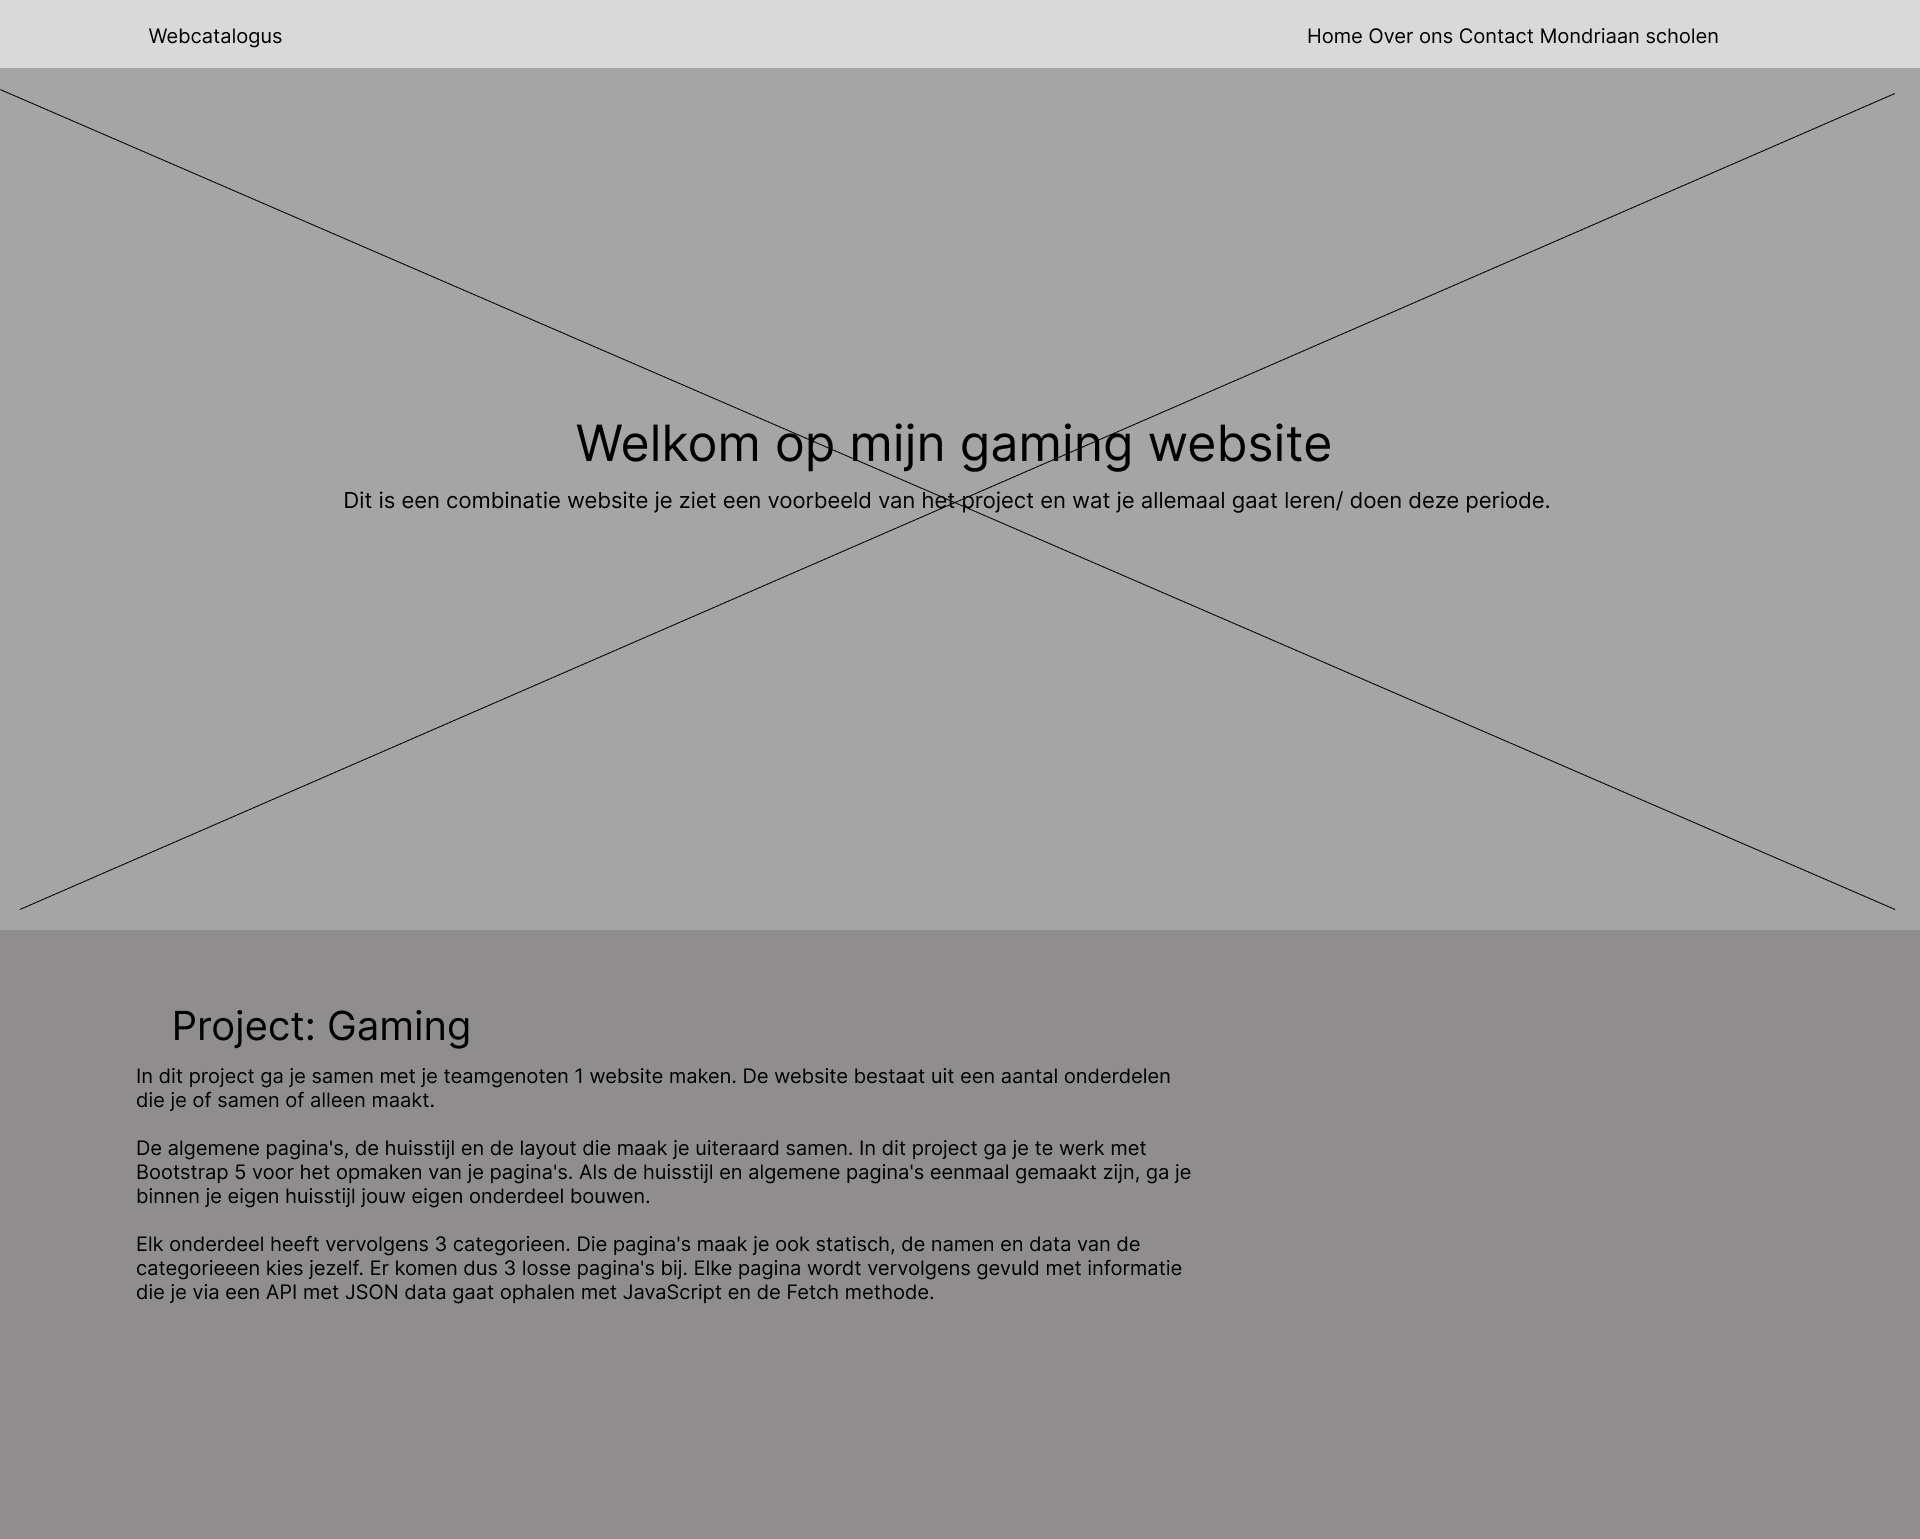 Webcatalogus
Home Over ons Contact Mondriaan scholen
Welkom op mijn gaming website
Dit is een combinatie website je ziet een voorbeeld van het project en wat je allemaal gaat leren/ doen deze periode.
Project: Gaming
In dit project ga je samen met je teamgenoten 1 website maken. De website bestaat uit een aantal onderdelen
die je of samen of alleen maakt.
De algemene pagina's, de huisstijl en de layout die maak je uiteraard samen. In dit project ga je te werk met
Bootstrap 5 voor het opmaken van je pagina's. Als de huisstijl en algemene pagina's eenmaal gemaakt zijn, ga je
binnen je eigen huisstijl jouw eigen onderdeel bouwen.
Elk onderdeel heeft vervolgens 3 categorieen. Die pagina's maak je ook statisch, de namen en data van de
categorieeen kies jezelf. Er komen dus 3 losse pagina's bij. Elke pagina wordt vervolgens gevuld met informatie
die je via een API met JSON data gaat ophalen met JavaScript en de Fetch methode.